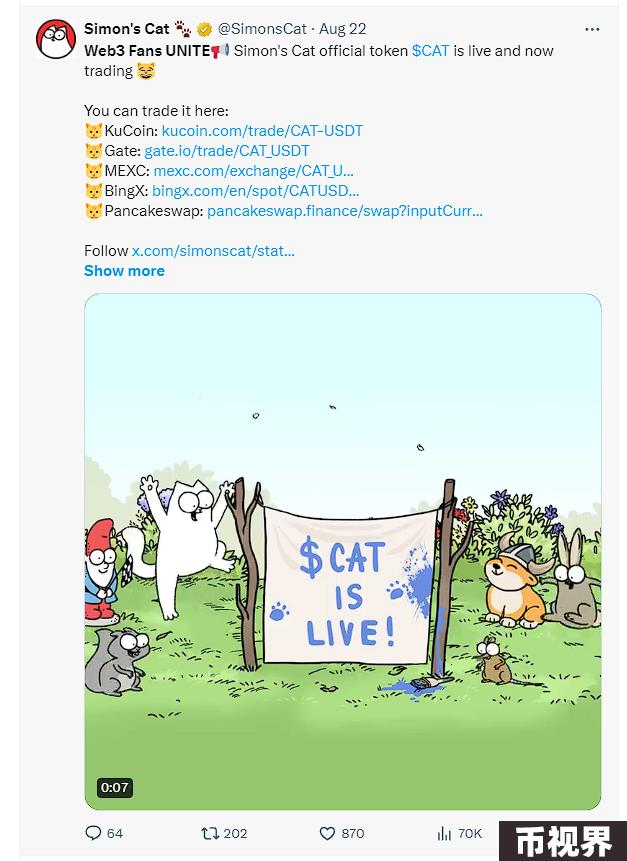 Simon's Cat 🐾 @SimonsCat · Aug 22
Web3 Fans UNITE📢 Simon's Cat official token $CAT is live and now
trading 😸
You can trade it here:
🐱KuCoin: kucoin.com/trade/CAT-USDT
🐱Gate: gate.io/trade/CAT_USDT
🐱MEXC: mexc.com/exchange/CAT_U...
🐱BingX: bingx.com/en/spot/CATUSD...
🐱Pancakeswap: pancakeswap.finance/swap?inputCurr...
Follow x.com/simonscat/stat...
Show more
$CAT
IS
LIVE!
0:07
64 202 870 70K
币视界